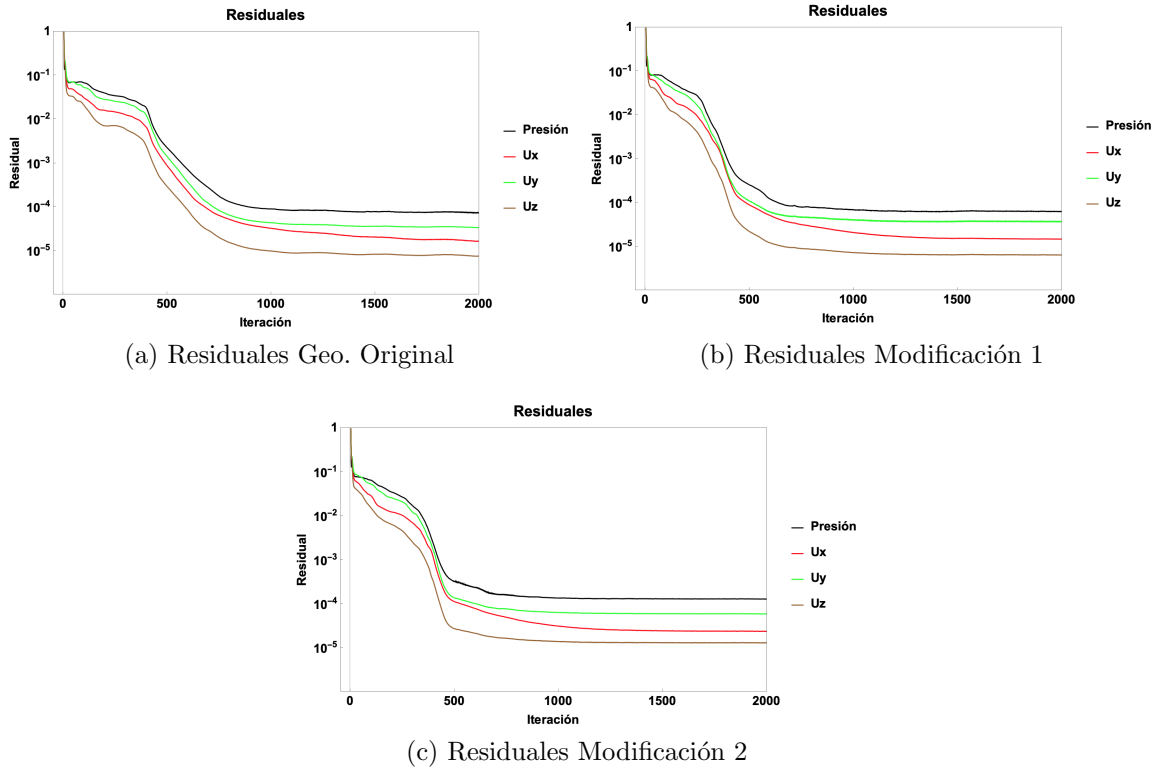 Residuales
1
10⁻¹
10⁻²
10⁻³
10⁻⁴
10⁻⁵
Residual
0 500 1000 1500 2000
Iteración
Presión
Ux
Uy
Uz
(a) Residuales Geo. Original
Residuales
1
10⁻¹
10⁻²
10⁻³
10⁻⁴
10⁻⁵
Residual
0 500 1000 1500 2000
Iteración
Presión
Ux
Uy
Uz
(b) Residuales Modificación 1
Residuales
1
10⁻¹
10⁻²
10⁻³
10⁻⁴
10⁻⁵
Residual
0 500 1000 1500 2000
Iteración
Presión
Ux
Uy
Uz
(c) Residuales Modificación 2